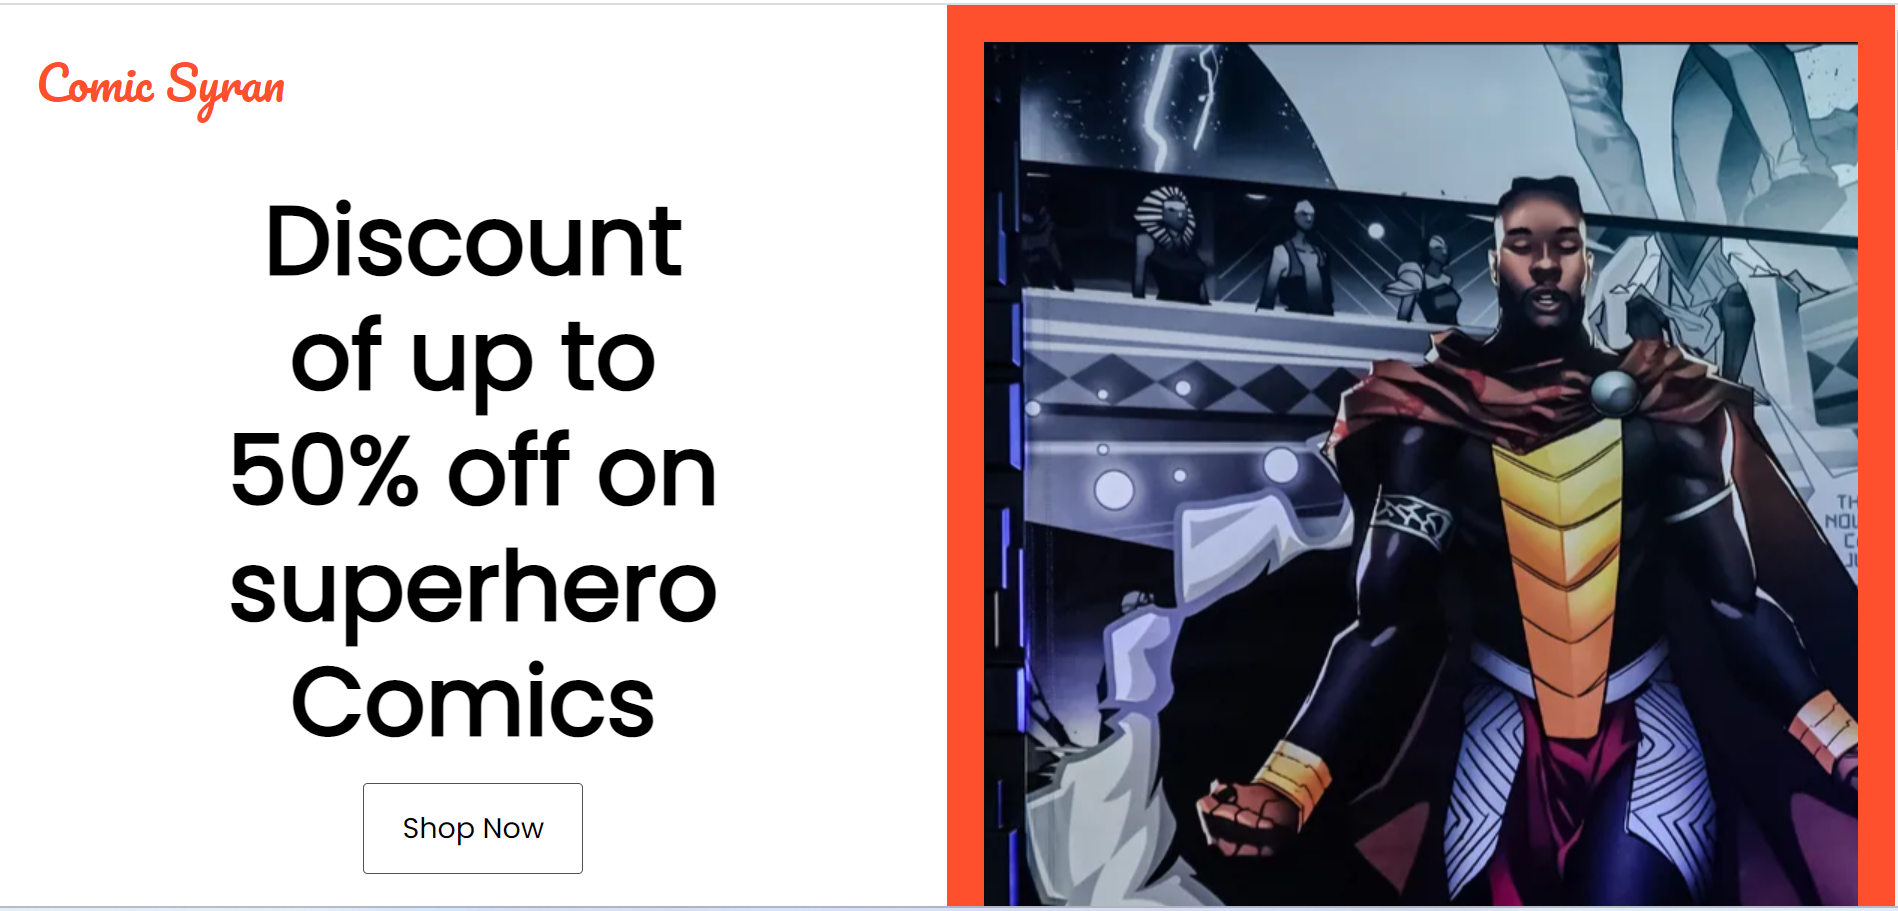 Comic Syran
Discount
of up to
50% off on
superhero
Comics
Shop Now